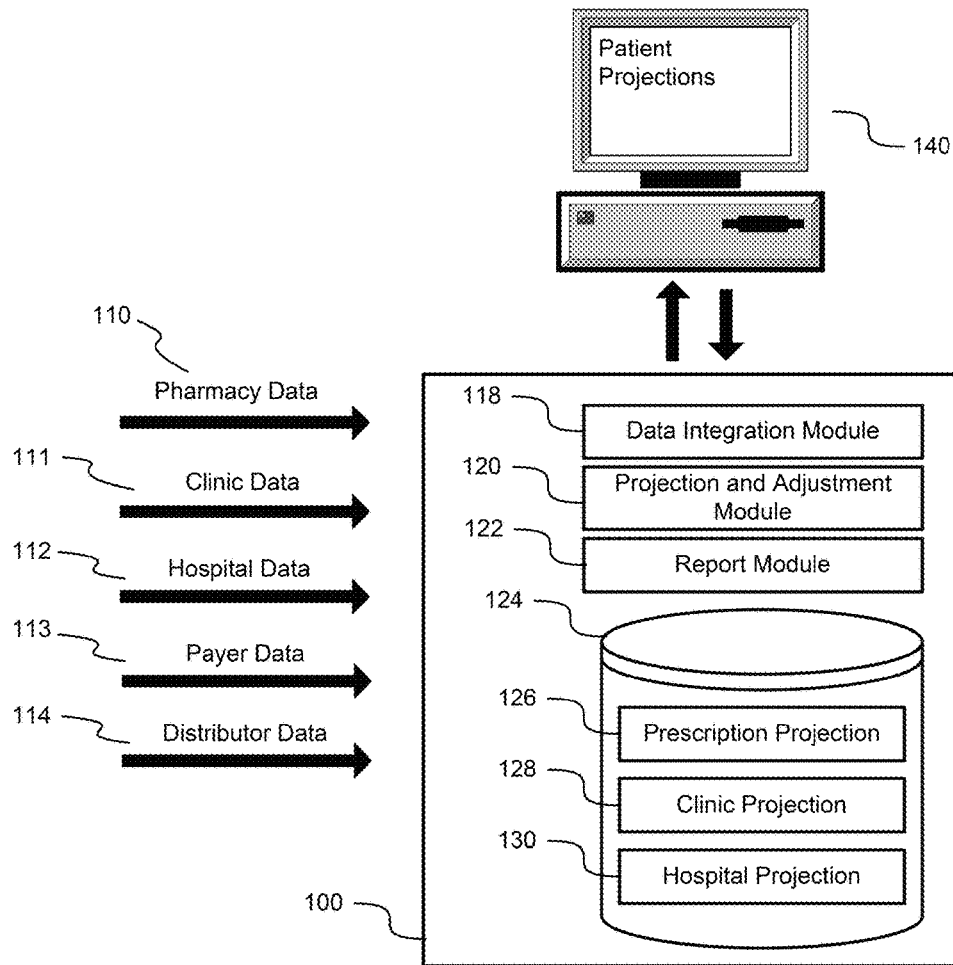 Patient
Projections
140
110
Pharmacy Data
118
Data Integration Module
111
Clinic Data
120
Projection and Adjustment
Module
112
Hospital Data
122
Report Module
113
Payer Data
124
114
Distributor Data
126
Prescription Projection
128
Clinic Projection
130
Hospital Projection
100